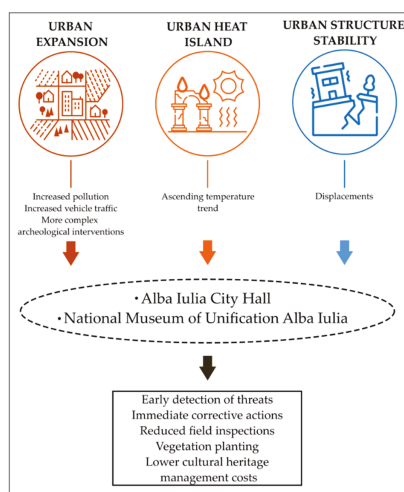 URBAN
EXPANSION
URBAN HEAT
ISLAND
URBAN STRUCTURE
STABILITY
Increased pollution
Increased vehicle traffic
More complex
archeological interventions
Ascending temperature
trend
Displacements
• Alba Iulia City Hall
• National Museum of Unification Alba Iulia
Early detection of threats
Immediate corrective actions
Reduced field inspections
Vegetation planting
Lower cultural heritage
management costs